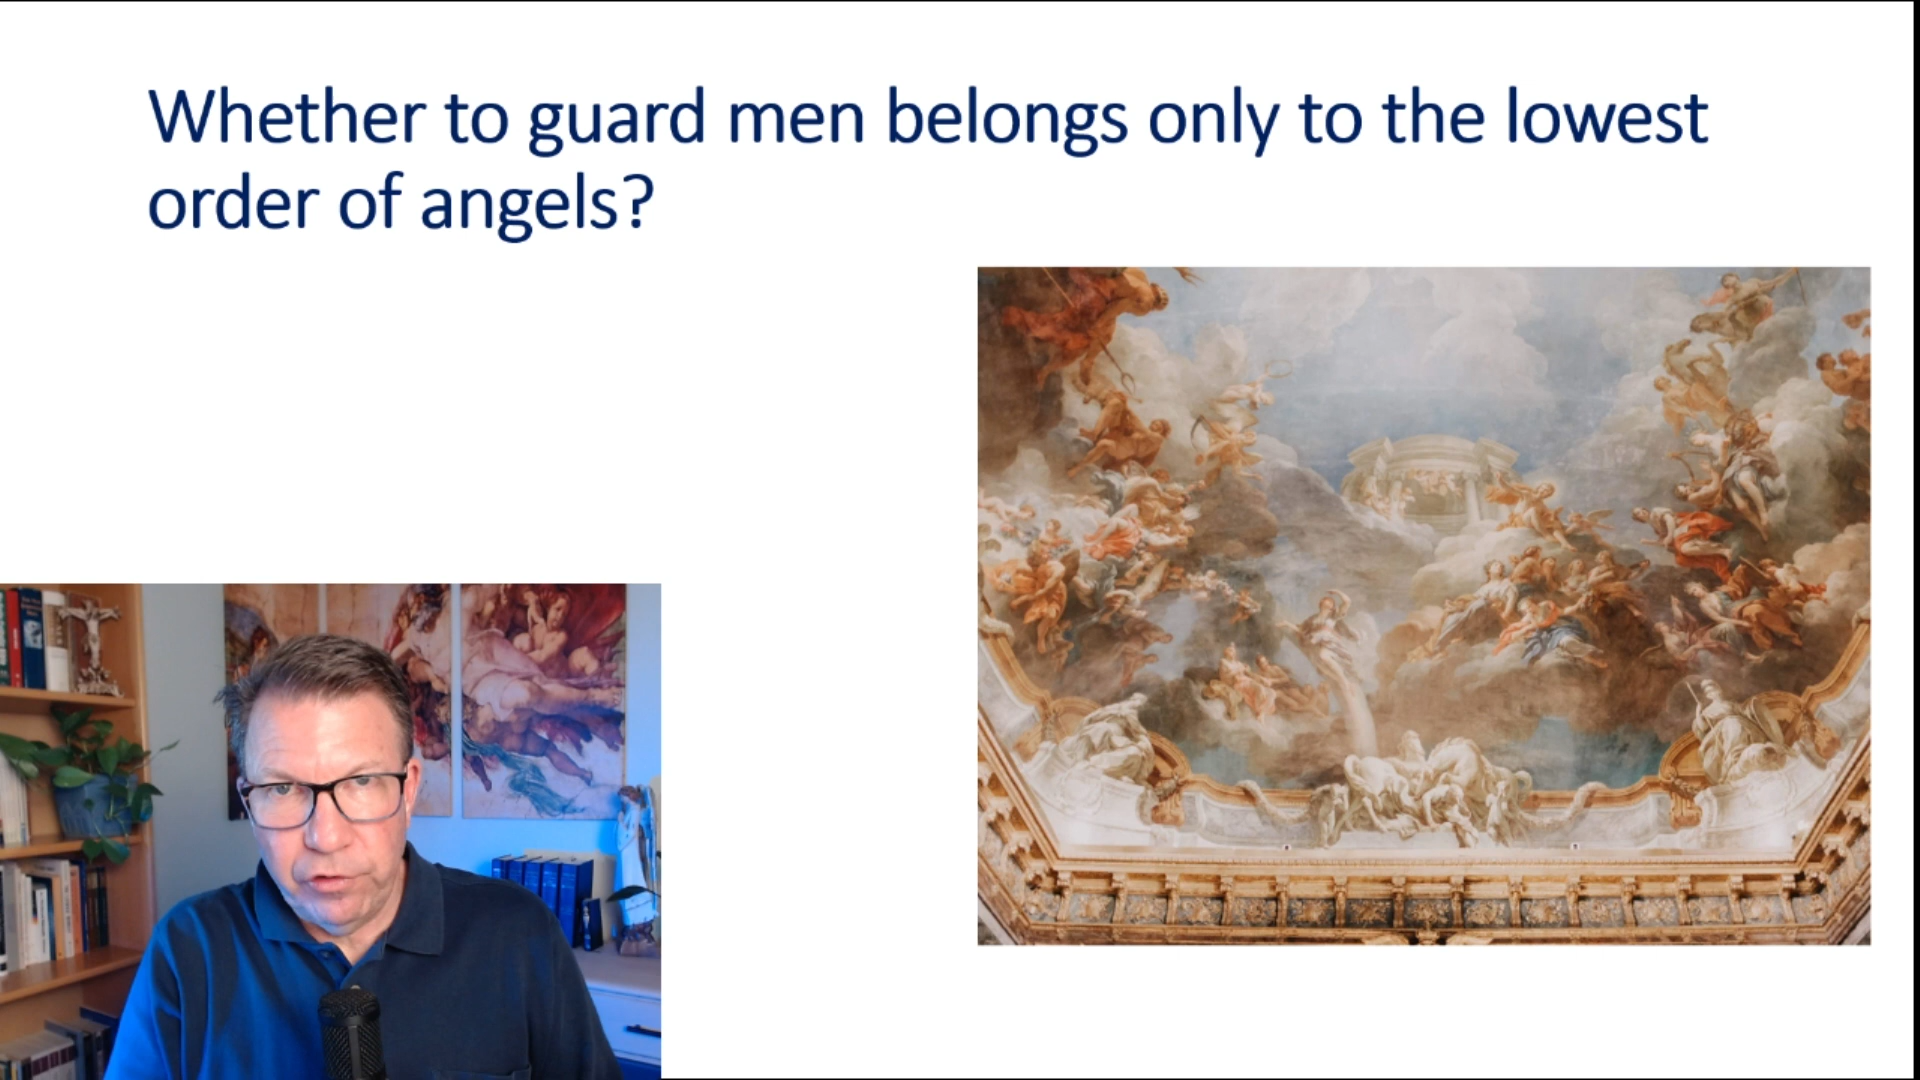 Whether to guard men belongs only to the lowest
order of angels?